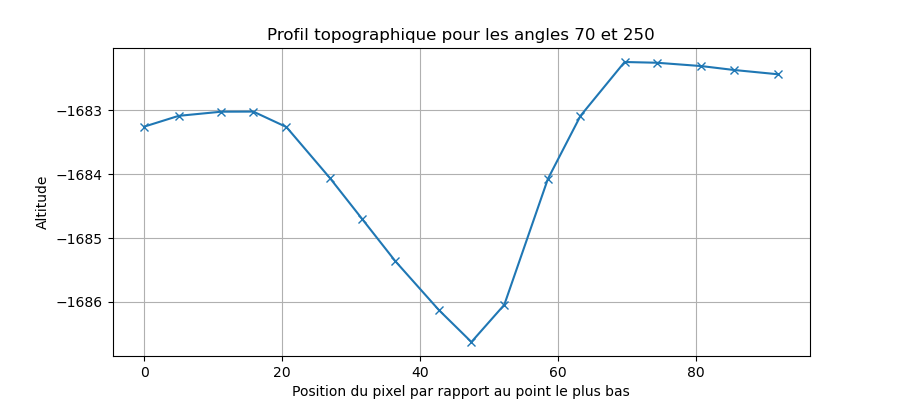 Profil topographique pour les angles 70 et 250
−1683
−1684
−1685
−1686
Altitude
0 20 40 60 80
Position du pixel par rapport au point le plus bas